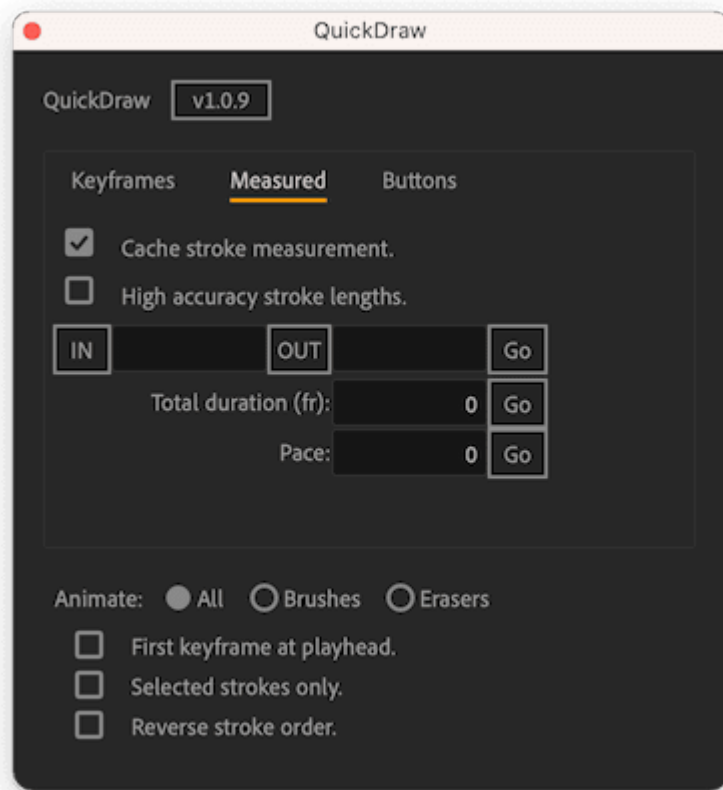 QuickDraw
QuickDraw v1.0.9
Keyframes Measured Buttons
Cache stroke measurement.
High accuracy stroke lengths.
IN OUT Go
Total duration (fr): 0 Go
Pace: 0 Go
Animate: All Brushes Erasers
First keyframe at playhead.
Selected strokes only.
Reverse stroke order.